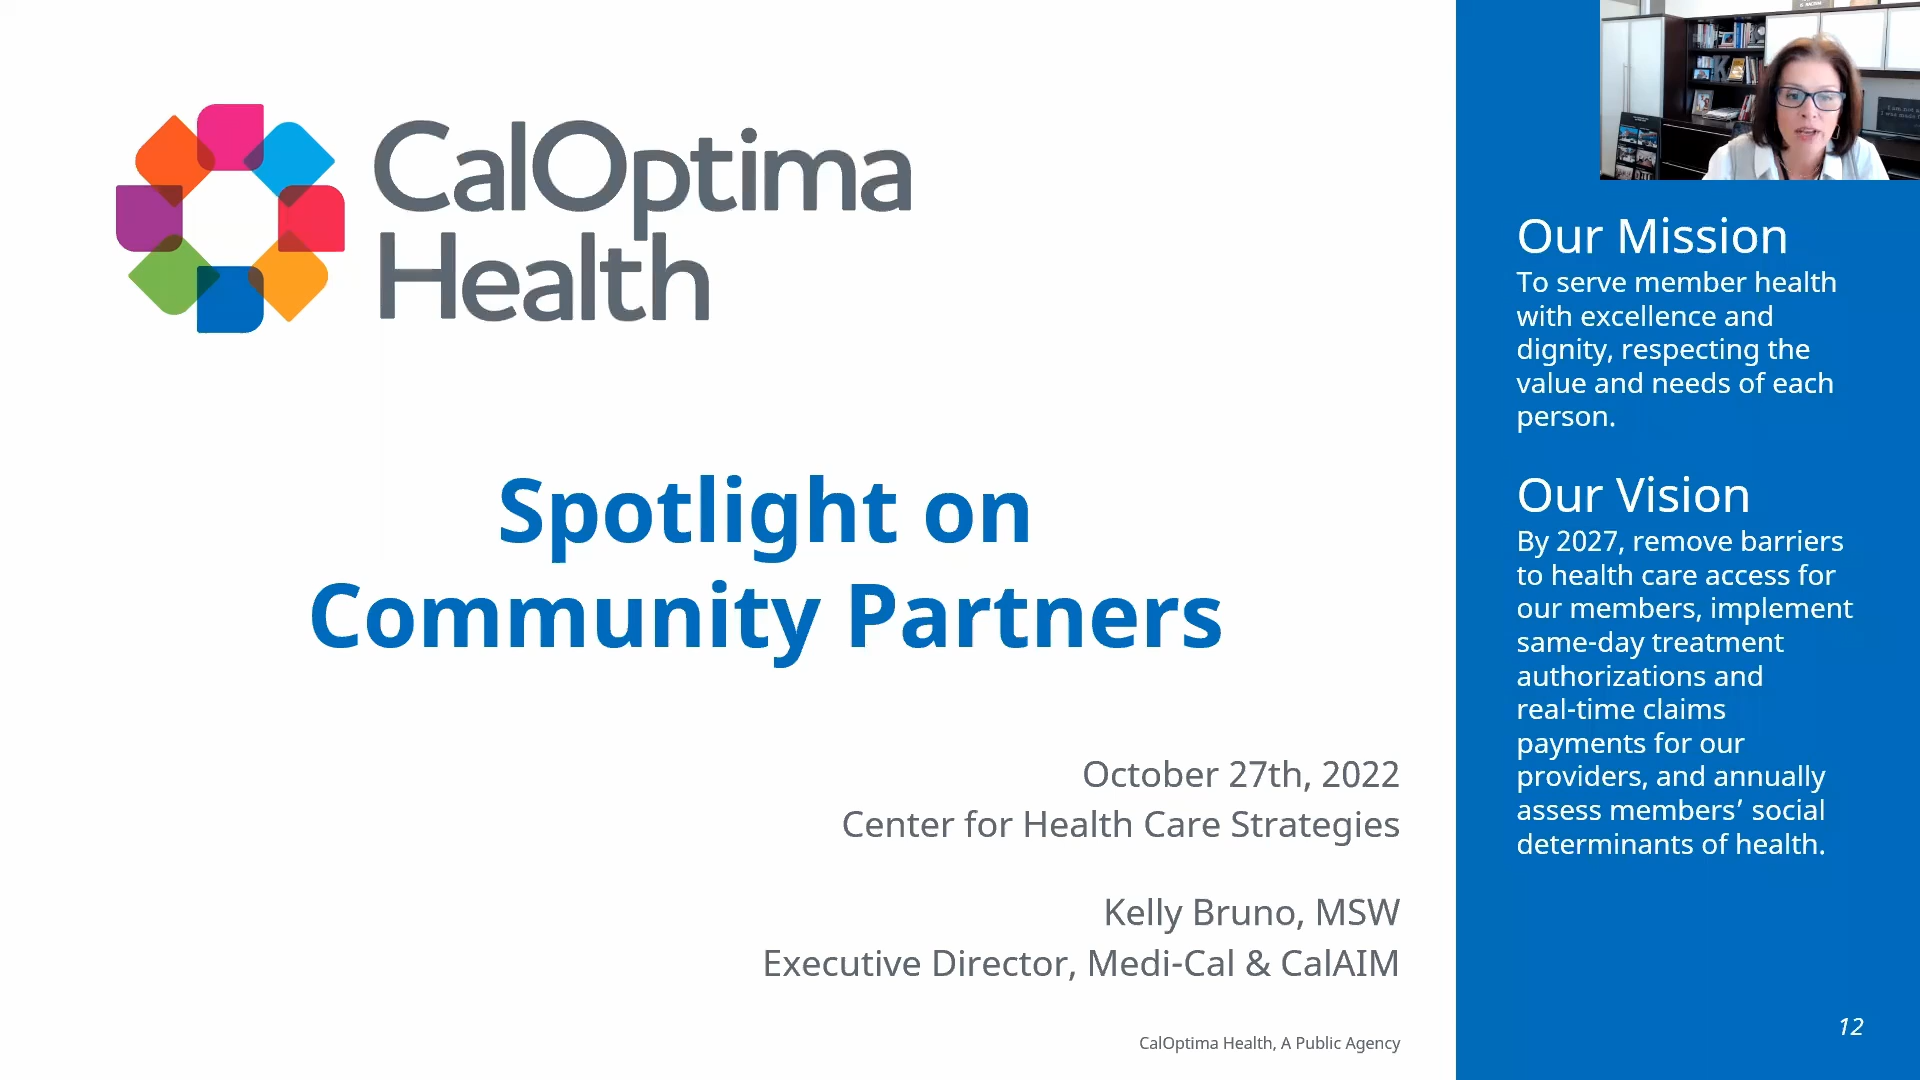 CalOptima
Health
Spotlight on
Community Partners
October 27th, 2022
Center for Health Care Strategies
Kelly Bruno, MSW
Executive Director, Medi-Cal & CalAIM
CalOptima Health, A Public Agency
Our Mission
To serve member health
with excellence and
dignity, respecting the
value and needs of each
person.
Our Vision
By 2027, remove barriers
to health care access for
our members, implement
same-day treatment
authorizations and
real-time claims
payments for our
providers, and annually
assess members’ social
determinants of health.
12